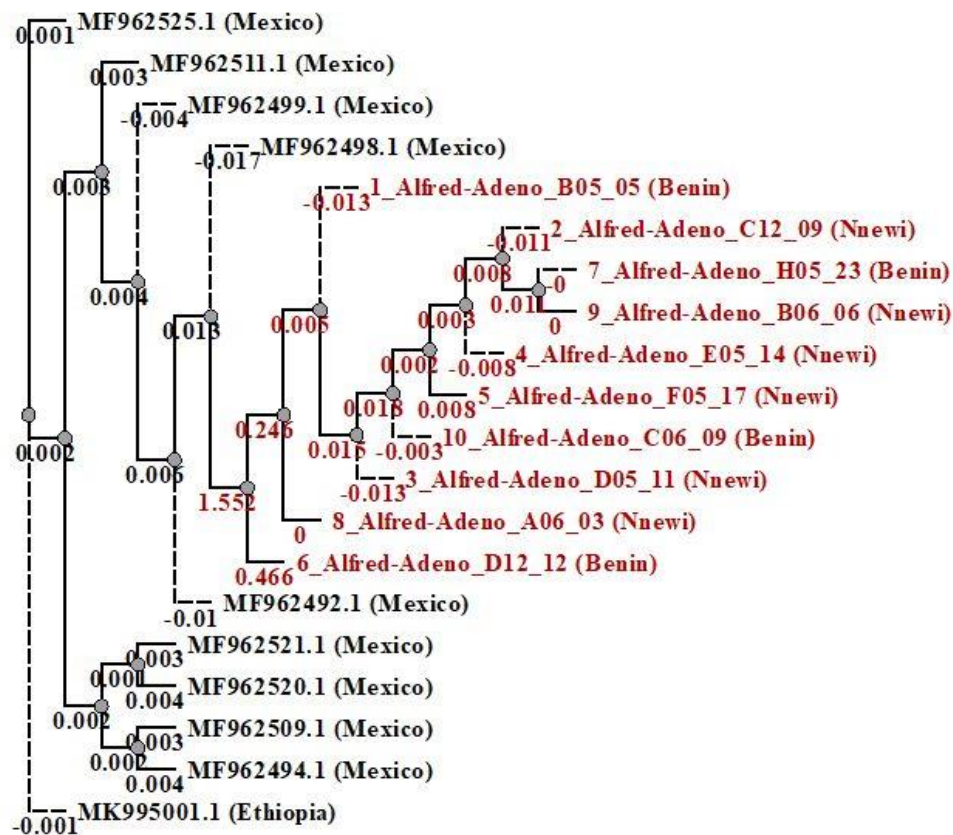 MF962525.1 (Mexico)
0.001
MF962511.1 (Mexico)
0.003
MF962499.1 (Mexico)
-0.004
MF962498.1 (Mexico)
-0.017
0.003
1_Alfred-Adeno_B05_05 (Benin)
-0.013
2_Alfred-Adeno_C12_09 (Nnewi)
-0.011
0.008
7_Alfred-Adeno_H05_23 (Benin)
-0
0.011
9_Alfred-Adeno_B06_06 (Nnewi)
0
0.004
0.013
0.005
0.003
4_Alfred-Adeno_E05_14 (Nnewi)
-0.008
0.002
5_Alfred-Adeno_F05_17 (Nnewi)
0.008
0.018
10_Alfred-Adeno_C06_09 (Benin)
-0.003
0.246
0.015
0.002
3_Alfred-Adeno_D05_11 (Nnewi)
-0.013
0.005
1.552
8_Alfred-Adeno_A06_03 (Nnewi)
0
6_Alfred-Adeno_D12_12 (Benin)
0.466
MF962492.1 (Mexico)
-0.01
MF962521.1 (Mexico)
0.003
0.001
MF962520.1 (Mexico)
0.004
0.002
MF962509.1 (Mexico)
0.003
0.002
MF962494.1 (Mexico)
0.004
MK995001.1 (Ethiopia)
-0.001